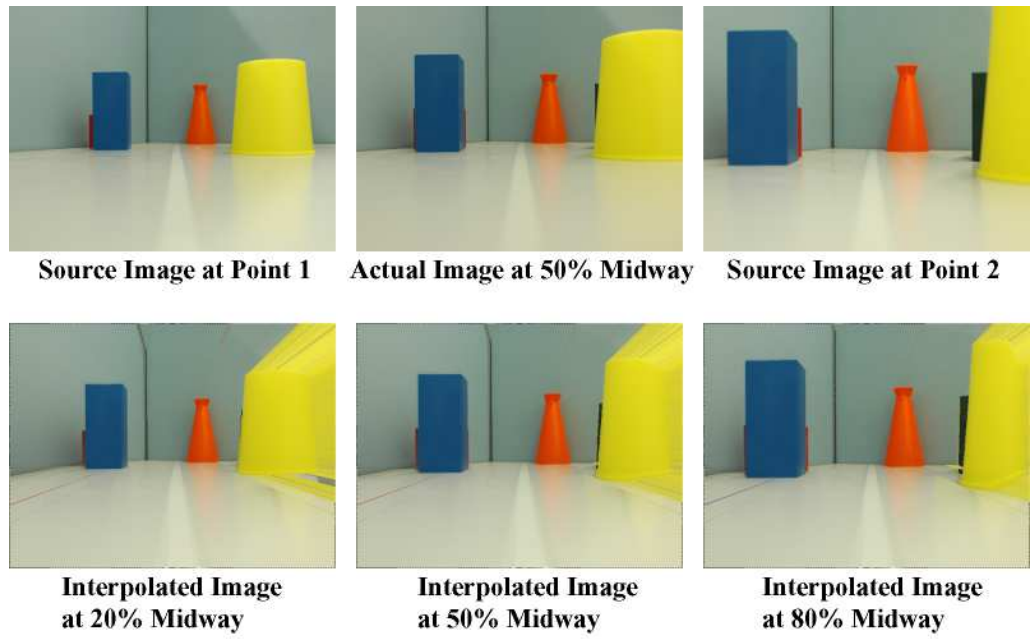 Source Image at Point 1
Actual Image at 50% Midway
Source Image at Point 2
Interpolated Image
at 20% Midway
Interpolated Image
at 50% Midway
Interpolated Image
at 80% Midway